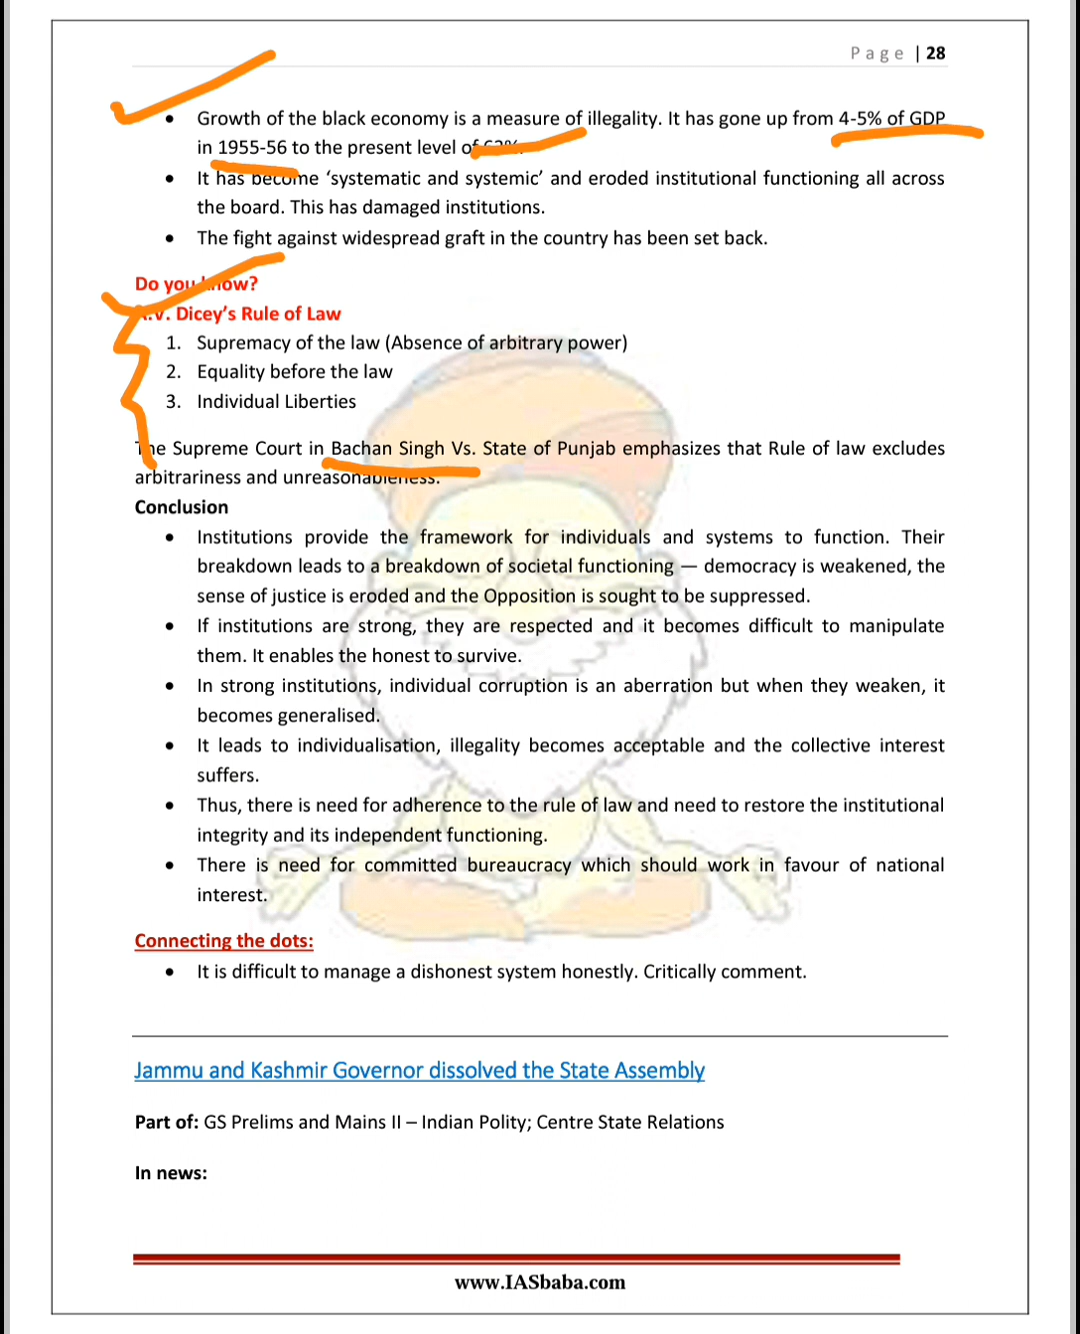 Page | 28
• Growth of the black economy is a measure of illegality. It has gone up from 4-5% of GDP
in 1955-56 to the present level of
• It has become ‘systematic and systemic’ and eroded institutional functioning all across
the board. This has damaged institutions.
• The fight against widespread graft in the country has been set back.
Do you know?
Dicey’s Rule of Law
1. Supremacy of the law (Absence of arbitrary power)
2. Equality before the law
3. Individual Liberties
The Supreme Court in Bachan Singh Vs. State of Punjab emphasizes that Rule of law excludes
arbitrariness and unreasonableness.
Conclusion
• Institutions provide the framework for individuals and systems to function. Their
breakdown leads to a breakdown of societal functioning — democracy is weakened, the
sense of justice is eroded and the Opposition is sought to be suppressed.
• If institutions are strong, they are respected and it becomes difficult to manipulate
them. It enables the honest to survive.
• In strong institutions, individual corruption is an aberration but when they weaken, it
becomes generalised.
• It leads to individualisation, illegality becomes acceptable and the collective interest
suffers.
• Thus, there is need for adherence to the rule of law and need to restore the institutional
integrity and its independent functioning.
• There is need for committed bureaucracy which should work in favour of national
interest.
Connecting the dots:
• It is difficult to manage a dishonest system honestly. Critically comment.
Jammu and Kashmir Governor dissolved the State Assembly
Part of: GS Prelims and Mains II – Indian Polity; Centre State Relations
In news:
www.IASbaba.com